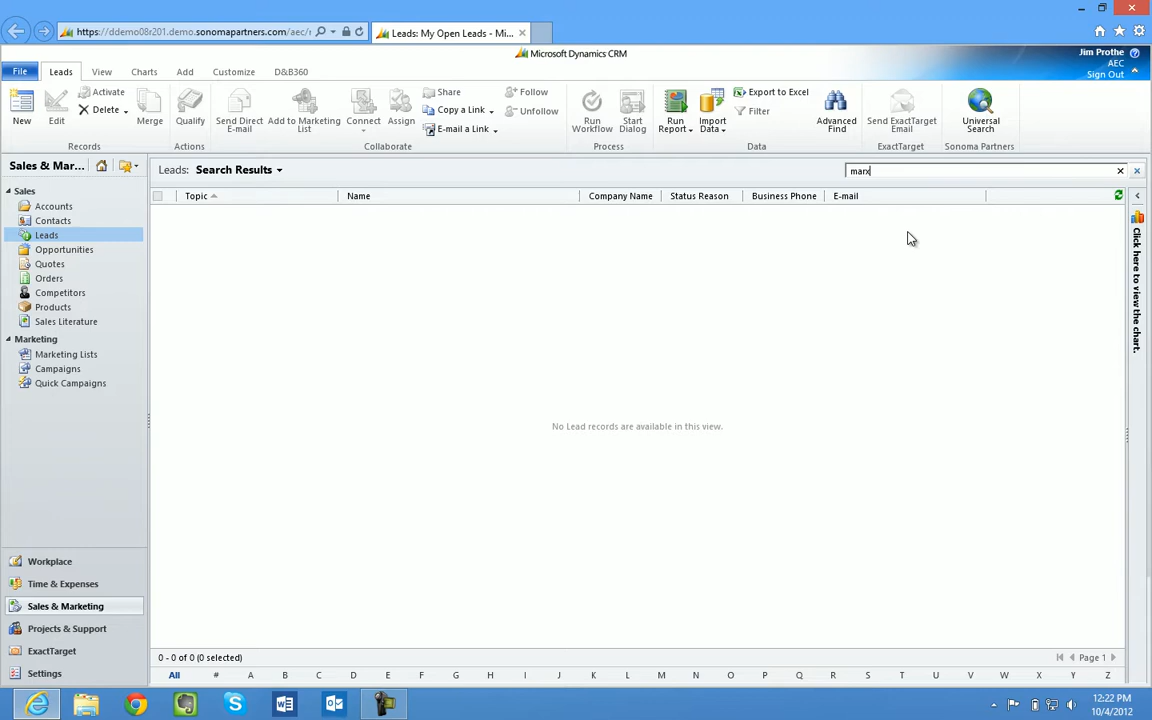 https://ddemo08r201.demo.sonomapartners.com/aec/r
Leads: My Open Leads - Mi...
Microsoft Dynamics CRM
Jim Prothe
AEC
Sign Out
File
Leads
View
Charts
Add
Customize
D&B360
New
Edit
Activate
Delete
Merge
Records
Qualify
Actions
Send Direct E-mail
Add to Marketing List
Connect
Assign
Share
Copy a Link
E-mail a Link
Collaborate
Follow
Unfollow
Run Workflow
Start Dialog
Process
Run Report
Import Data
Export to Excel
Filter
Advanced Find
Data
Send ExactTarget Email
ExactTarget
Universal Search
Sonoma Partners
Sales & Mar...
Leads: Search Results
marx
Topic Name Company Name Status Reason Business Phone E-mail
Sales
Accounts
Contacts
Leads
Opportunities
Quotes
Orders
Competitors
Products
Sales Literature
Marketing
Marketing Lists
Campaigns
Quick Campaigns
Click here to view the chart.
No Lead records are available in this view.
Workplace
Time & Expenses
Sales & Marketing
Projects & Support
ExactTarget
Settings
0 - 0 of 0 (0 selected)
Page 1
All # A B C D E F G H I J K L M N O P Q R S T U V W X Y Z
12:22 PM
10/4/2012